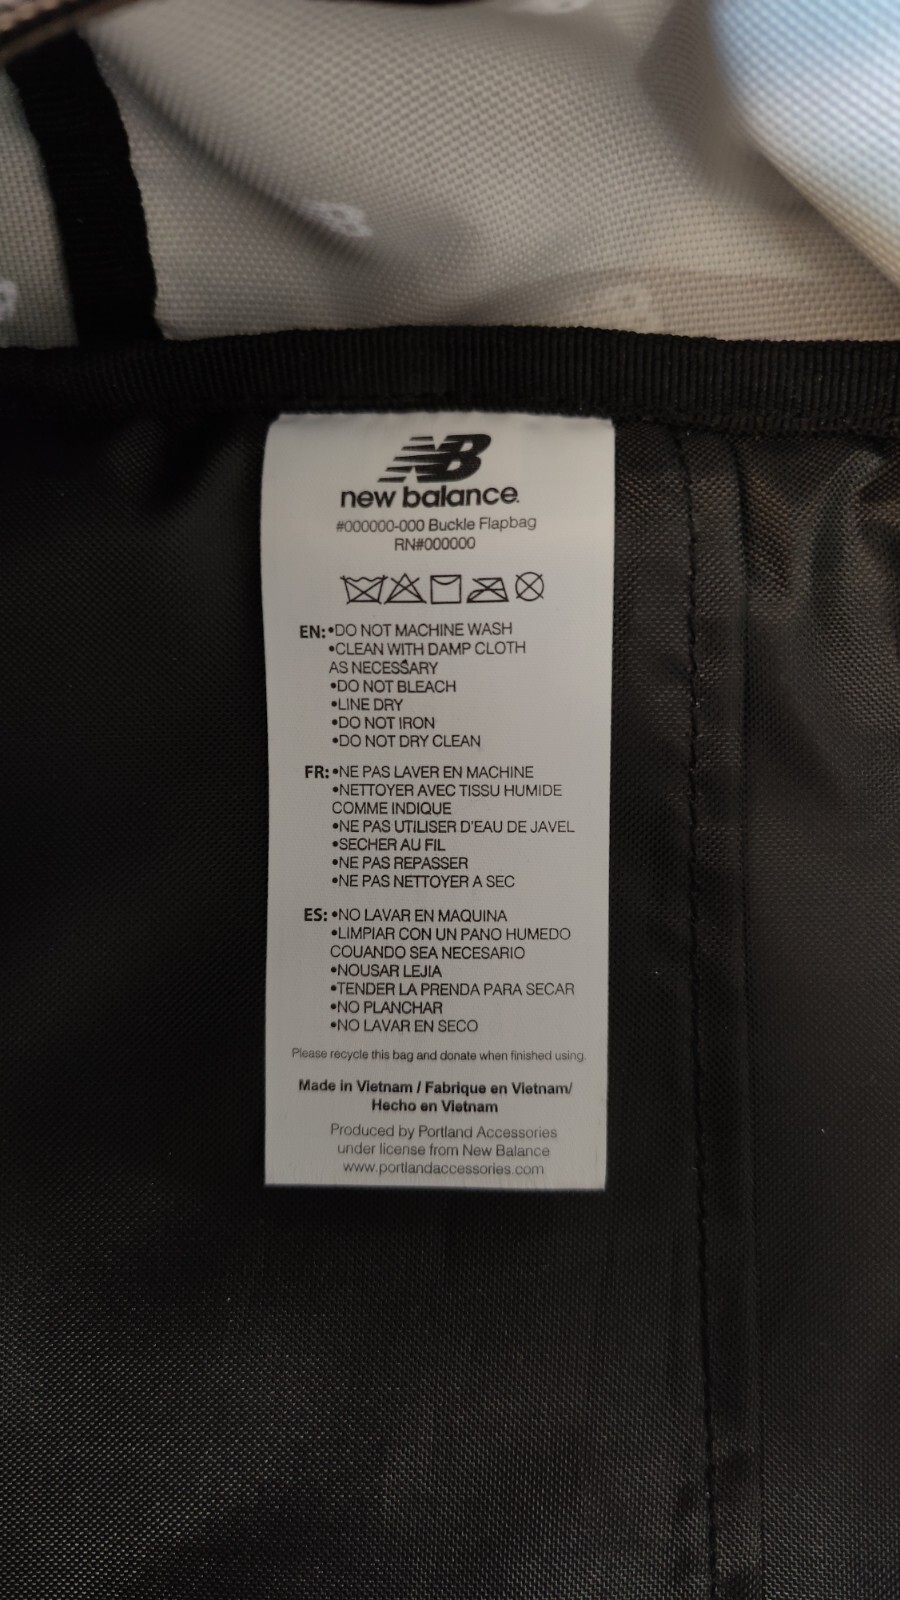 NB
new balance
#000000-000 Buckle Flapbag
RN#000000
EN: •DO NOT MACHINE WASH
•CLEAN WITH DAMP CLOTH
AS NECESSARY
•DO NOT BLEACH
•LINE DRY
•DO NOT IRON
•DO NOT DRY CLEAN
FR: •NE PAS LAVER EN MACHINE
•NETTOYER AVEC TISSU HUMIDE
COMME INDIQUE
•NE PAS UTILISER D'EAU DE JAVEL
•SECHER AU FIL
•NE PAS REPASSER
•NE PAS NETTOYER A SEC
ES: •NO LAVAR EN MAQUINA
•LIMPIAR CON UN PANO HUMEDO
COUANDO SEA NECESARIO
•NOUSAR LEJIA
•TENDER LA PRENDA PARA SECAR
•NO PLANCHAR
•NO LAVAR EN SECO
Please recycle this bag and donate when finished using.
Made in Vietnam / Fabrique en Vietnam/
Hecho en Vietnam
Produced by Portland Accessories
under license from New Balance
www.portlandaccessories.com